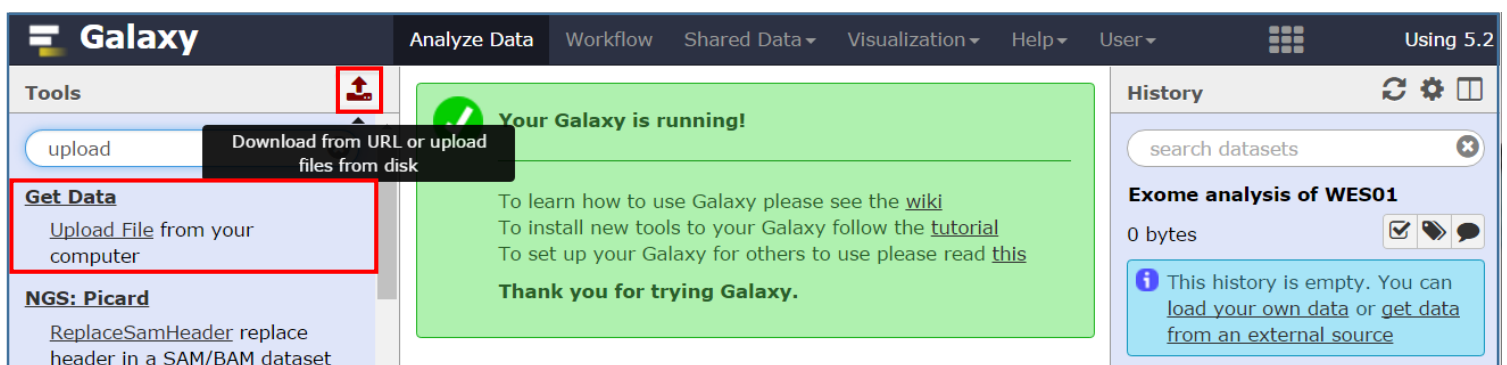 Galaxy
Analyze Data Workflow Shared Data Visualization Help User Using 5.2
Tools
upload
Download from URL or upload
files from disk
Get Data
Upload File from your
computer
NGS: Picard
ReplaceSamHeader replace
header in a SAM/BAM dataset
Your Galaxy is running!
To learn how to use Galaxy please see the wiki
To install new tools to your Galaxy follow the tutorial
To set up your Galaxy for others to use please read this
Thank you for trying Galaxy.
History
search datasets
Exome analysis of WES01
0 bytes
This history is empty. You can
load your own data or get data
from an external source